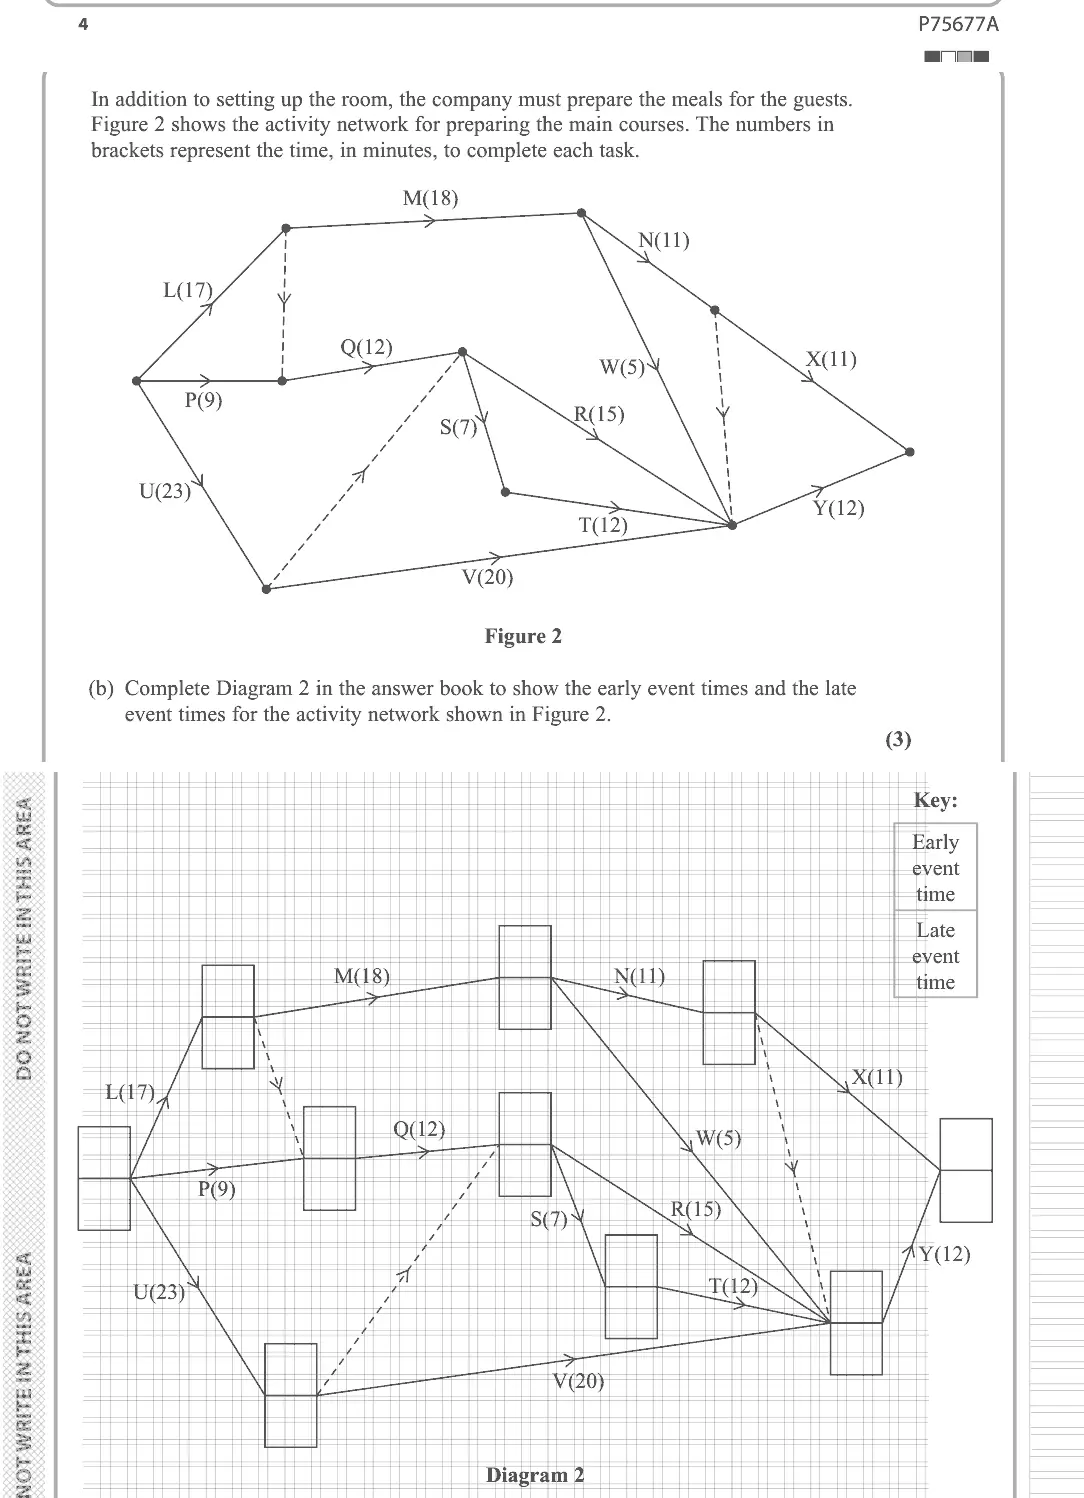 4
P75677A
In addition to setting up the room, the company must prepare the meals for the guests.
Figure 2 shows the activity network for preparing the main courses. The numbers in
brackets represent the time, in minutes, to complete each task.
M(18)
N(11)
L(17)
Q(12)
X(11)
W(5)
P(9)
R(15)
S(7)
U(23)
Y(12)
T(12)
V(20)
Figure 2
(b) Complete Diagram 2 in the answer book to show the early event times and the late
event times for the activity network shown in Figure 2.
(3)
DO NOT WRITE IN THIS AREA
NOT WRITE IN THIS AREA
Key:
Early
event
time
Late
event
time
M(18)
N(11)
L(17)
X(11)
Q(12)
W(5)
P(9)
R(15)
S(7)
Y(12)
U(23)
T(12)
V(20)
Diagram 2